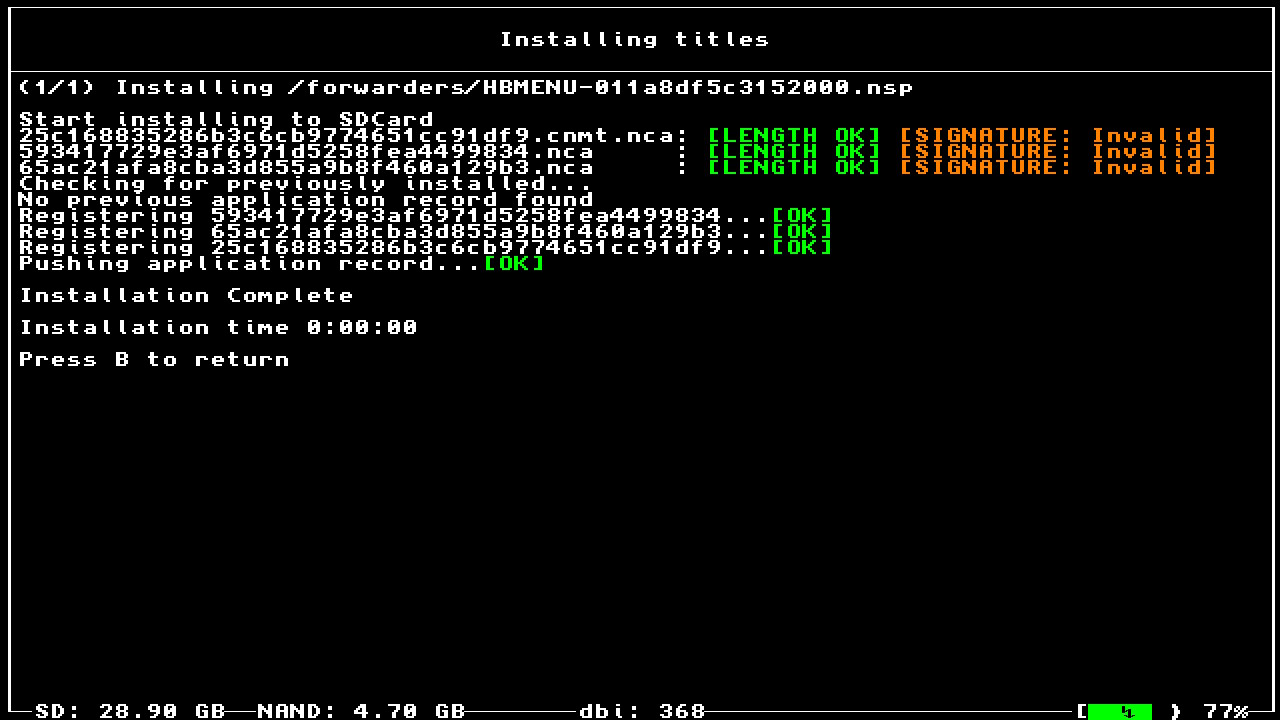 Installing titles
(1/1) Installing /forwarders/HBMENU-011a8df5c3152000.nsp
Start installing to SDCard
25c168835286b3c6cb9774651cc91df9.cnmt.nca: [LENGTH OK] [SIGNATURE: Invalid]
593417729e3af6971d5258fea4499834.nca : [LENGTH OK] [SIGNATURE: Invalid]
65ac21afa8cba3d855a9b8f460a129b3.nca : [LENGTH OK] [SIGNATURE: Invalid]
Checking for previously installed...
No previous application record found
Registering 593417729e3af6971d5258fea4499834...[OK]
Registering 65ac21afa8cba3d855a9b8f460a129b3...[OK]
Registering 25c168835286b3c6cb9774651cc91df9...[OK]
Pushing application record...[OK]
Installation Complete
Installation time 0:00:00
Press B to return
SD: 28.90 GB NAND: 4.70 GB dbi: 368 [ } 77%